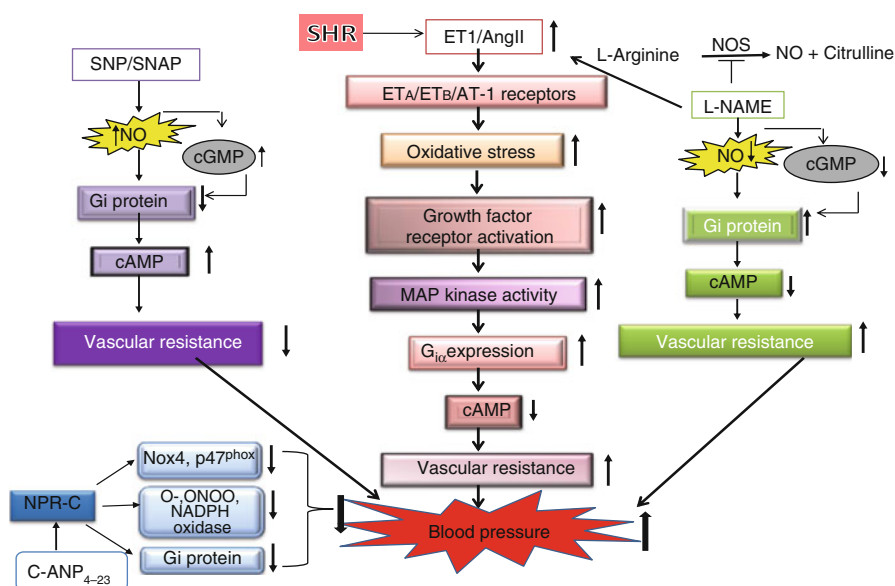 SHR
ET1/AngII
L-Arginine
NOS
NO + Citrulline
SNP/SNAP
ETA/ETB/AT-1 receptors
L-NAME
NO
cGMP
Oxidative stress
NO
cGMP
Gi protein
Growth factor
receptor activation
Gi protein
cAMP
MAP kinase activity
cAMP
Vascular resistance
Giαexpression
Vascular resistance
cAMP
Nox4, p47phox
Vascular resistance
NPR-C
O-,ONOO,
NADPH
oxidase
Blood pressure
Gi protein
C-ANP4–23